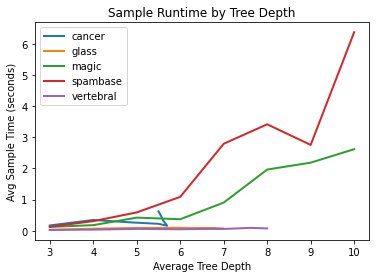 Sample Runtime by Tree Depth
cancer
glass
magic
spambase
vertebral
Avg Sample Time (seconds)
6
5
4
3
2
1
0
3 4 5 6 7 8 9 10
Average Tree Depth